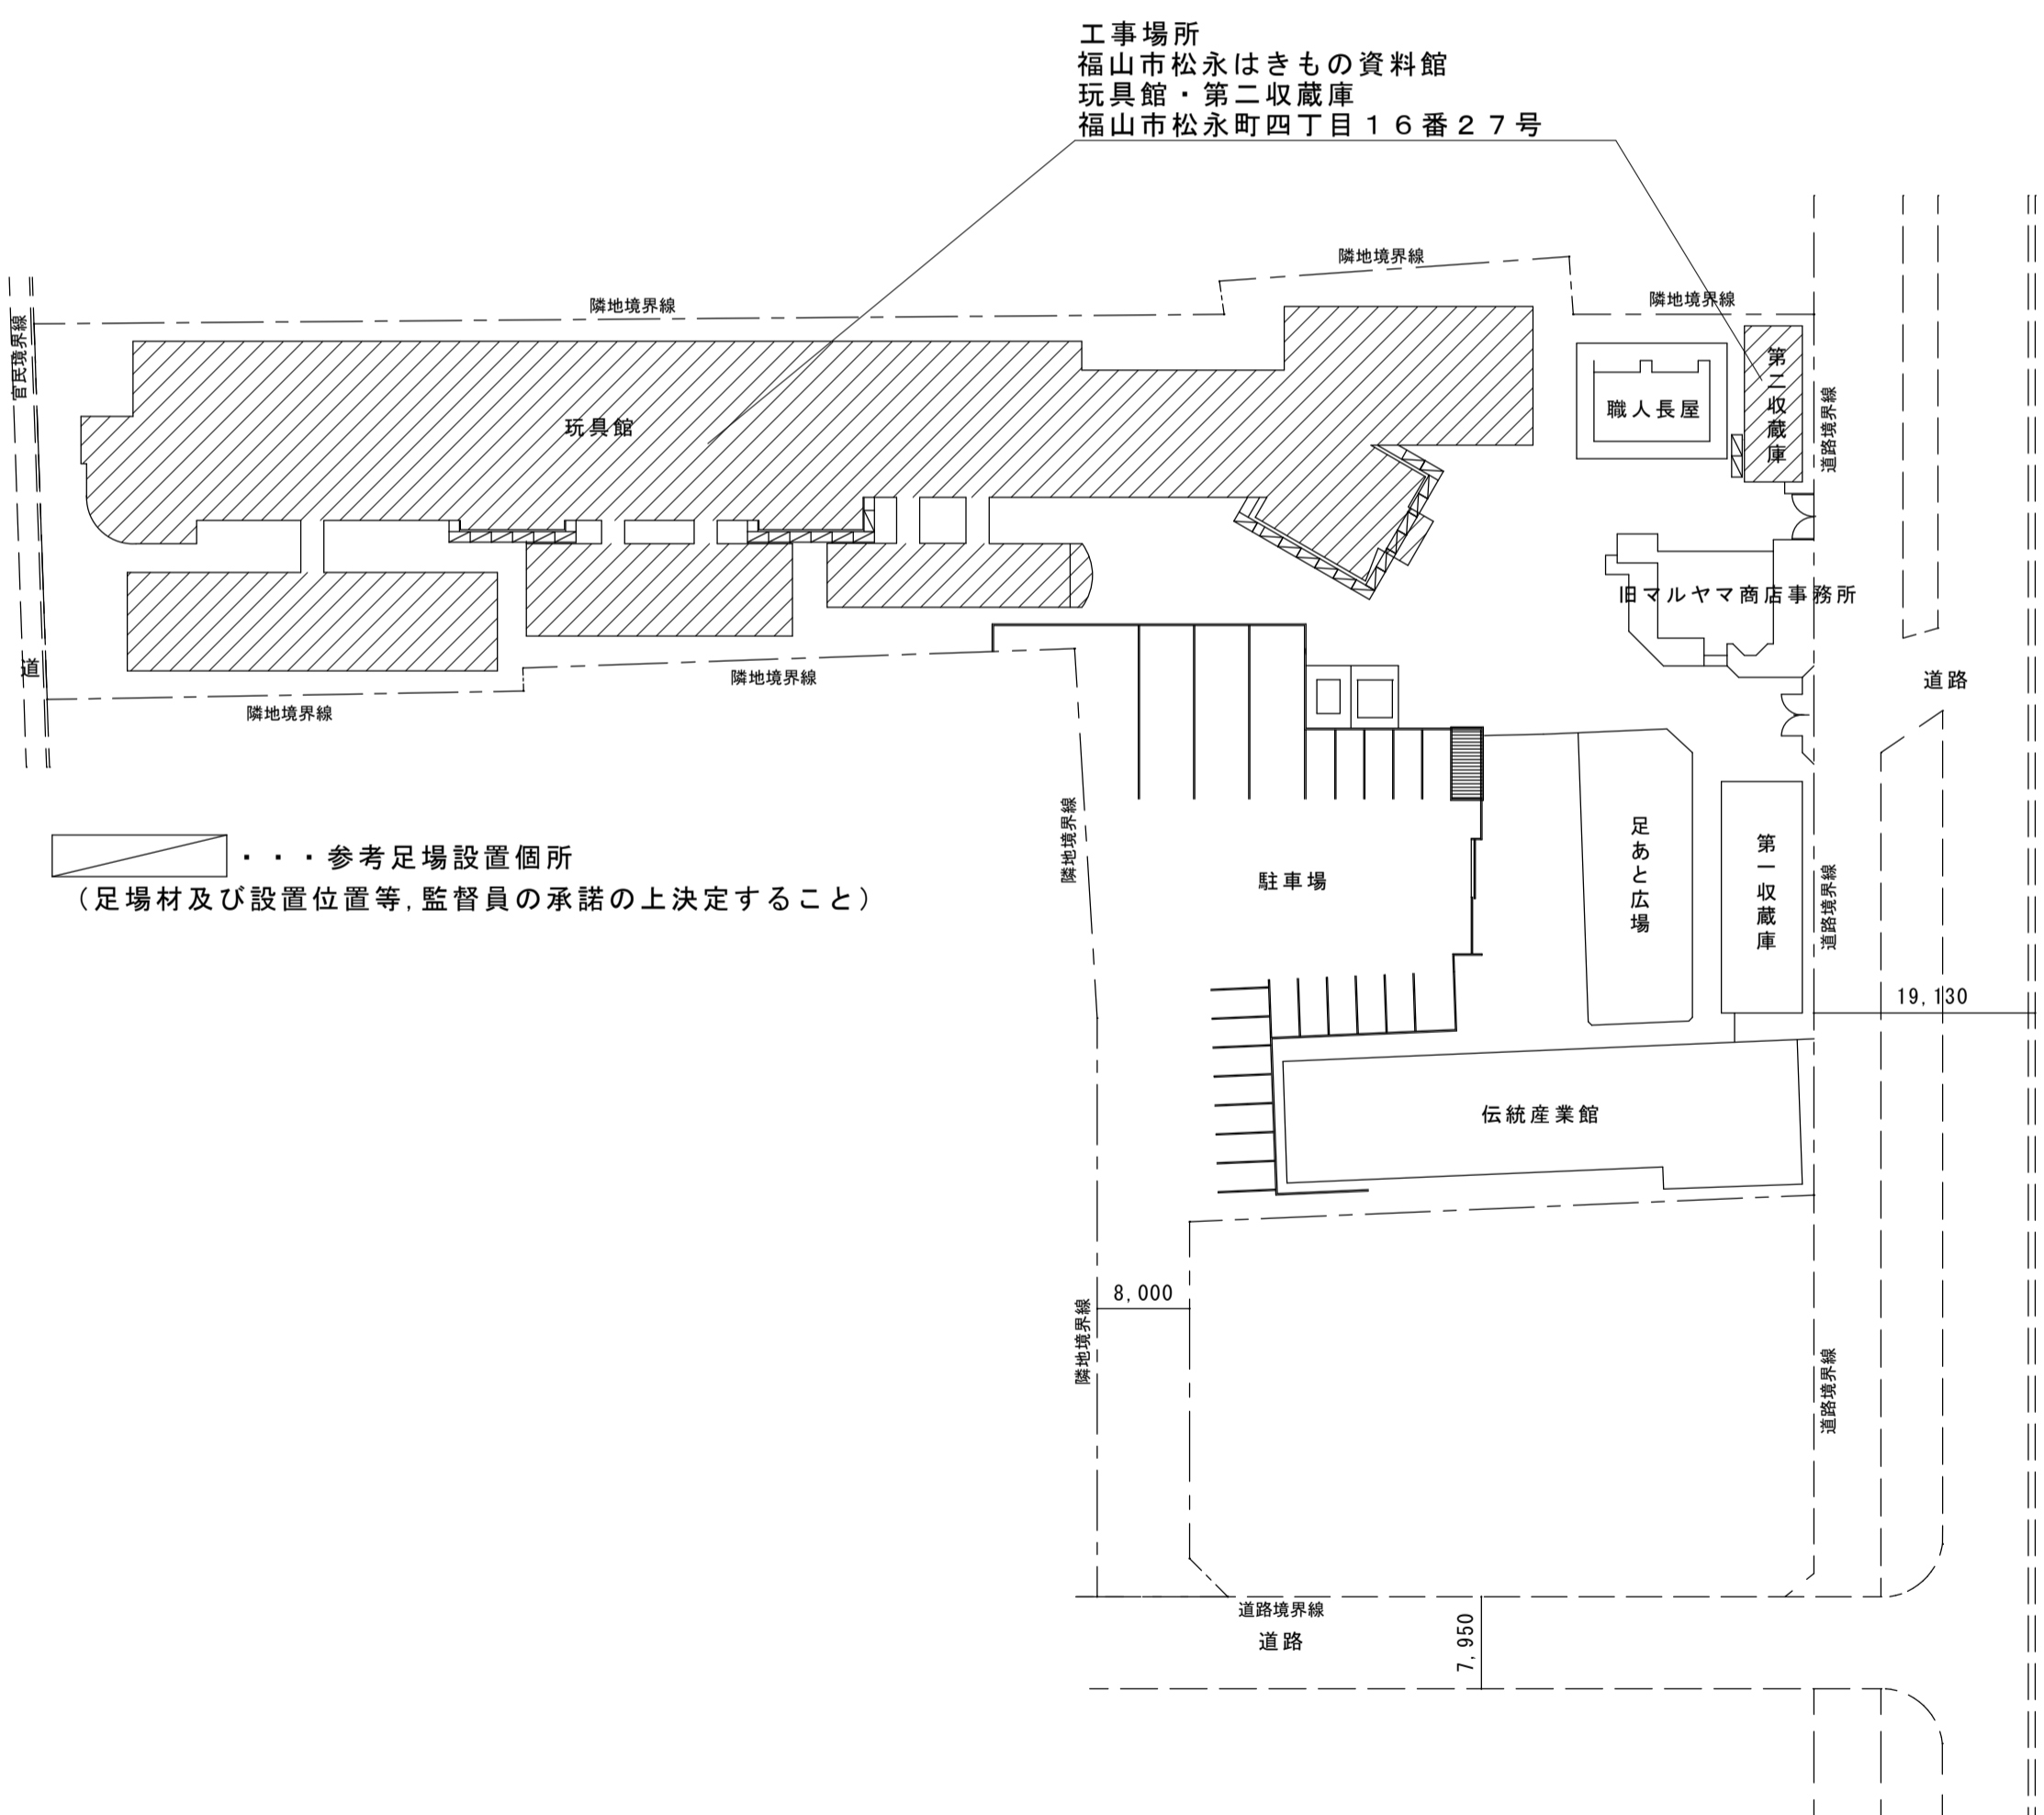 工事場所
福山市松永はきもの資料館
玩具館・第二収蔵庫
福山市松永町四丁目１６番２７号
隣地境界線
隣地境界線
隣地境界線
官民境界線
玩具館
職人長屋
第二収蔵庫
道路境界線
旧マルヤマ商店事務所
道
隣地境界線
隣地境界線
道路
・・・参考足場設置個所
（足場材及び設置位置等，監督員の承諾の上決定すること）
隣地境界線
駐車場
足あと広場
第一収蔵庫
道路境界線
19,130
伝統産業館
8,000
隣地境界線
道路境界線
道路境界線
道路
7,950